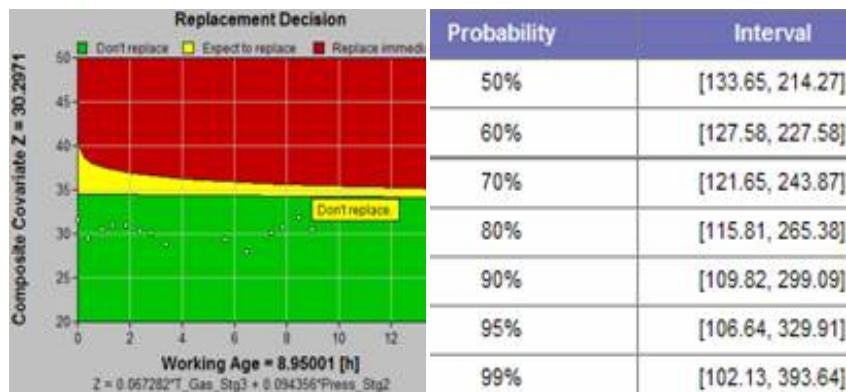 Replacement Decision
Don't replace Expect to replace Replace immedi
Composite Covariate Z = 30.2971
50
45
40
35
30
25
20
Don't replace.
0 2 4 6 8 10 12
Working Age = 8.95001 [h]
Z = 0.067282*T_Gas_Stg3 + 0.094356*Press_Stg2
Probability Interval
50% [133.65, 214.27]
60% [127.58, 227.58]
70% [121.65, 243.87]
80% [115.81, 265.38]
90% [109.82, 299.09]
95% [106.64, 329.91]
99% [102.13, 393.64]